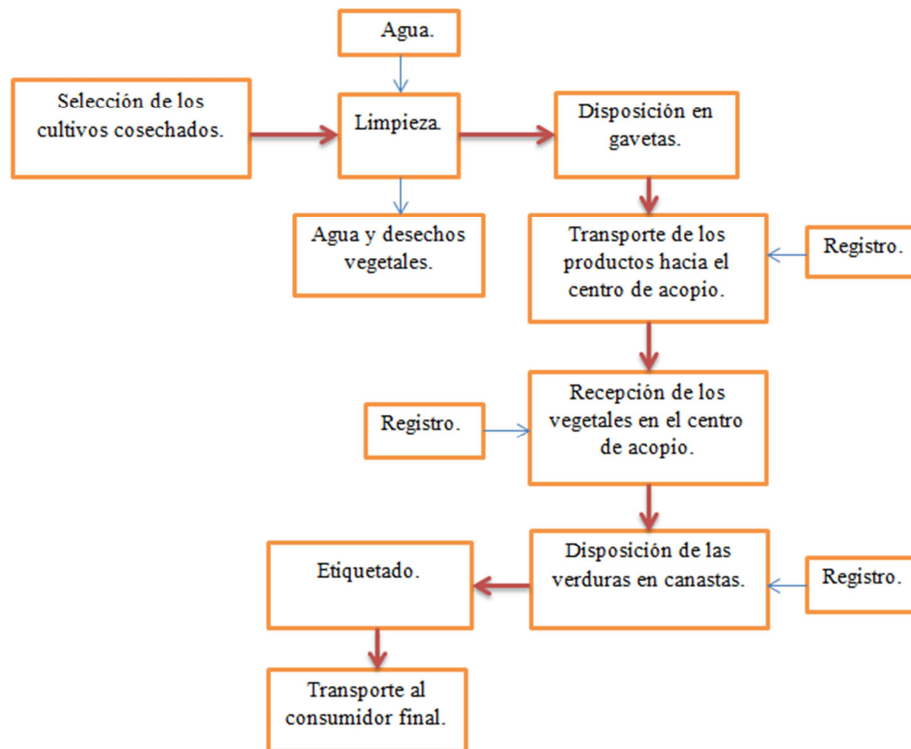 Agua.
Selección de los
cultivos cosechados.
Limpieza.
Disposición en
gavetas.
Agua y desechos
vegetales.
Transporte de los
productos hacia el
centro de acopio.
Registro.
Recepción de los
vegetales en el centro
de acopio.
Registro.
Disposición de las
verduras en canastas.
Registro.
Etiquetado.
Transporte al
consumidor final.